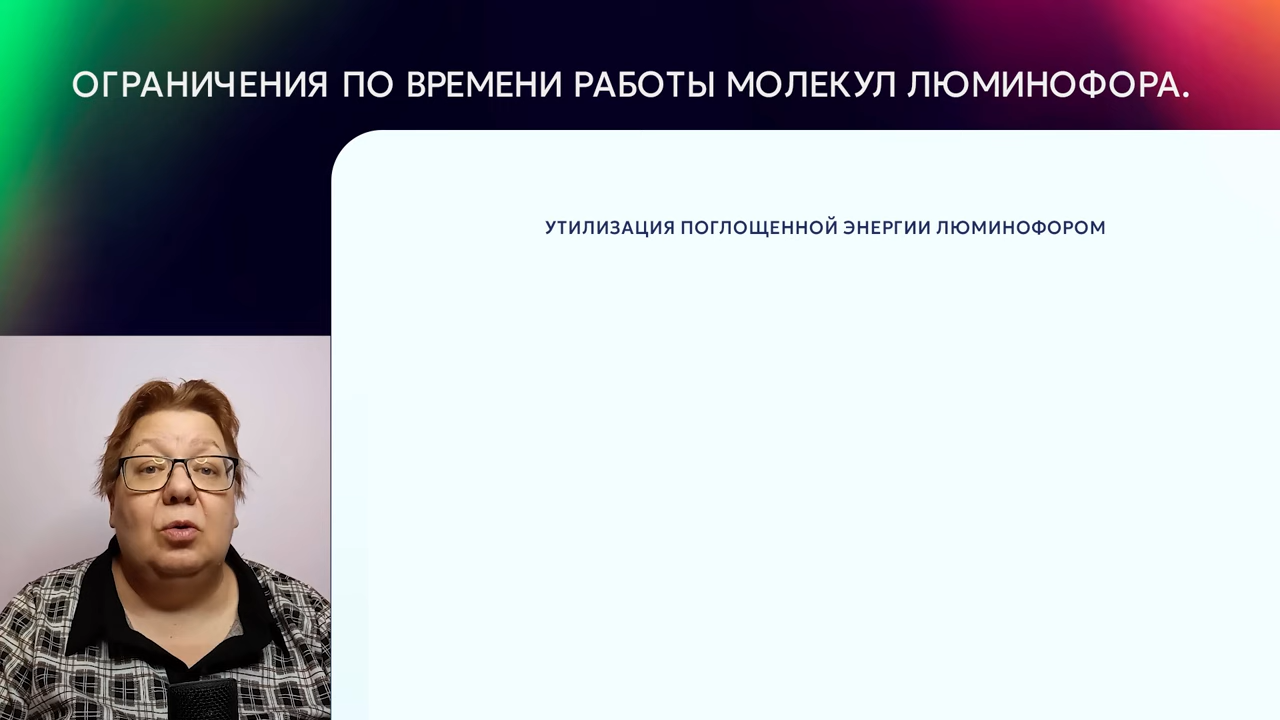 ОГРАНИЧЕНИЯ ПО ВРЕМЕНИ РАБОТЫ МОЛЕКУЛ ЛЮМИНОФОРА.
УТИЛИЗАЦИЯ ПОГЛОЩЕННОЙ ЭНЕРГИИ ЛЮМИНОФОРОМ